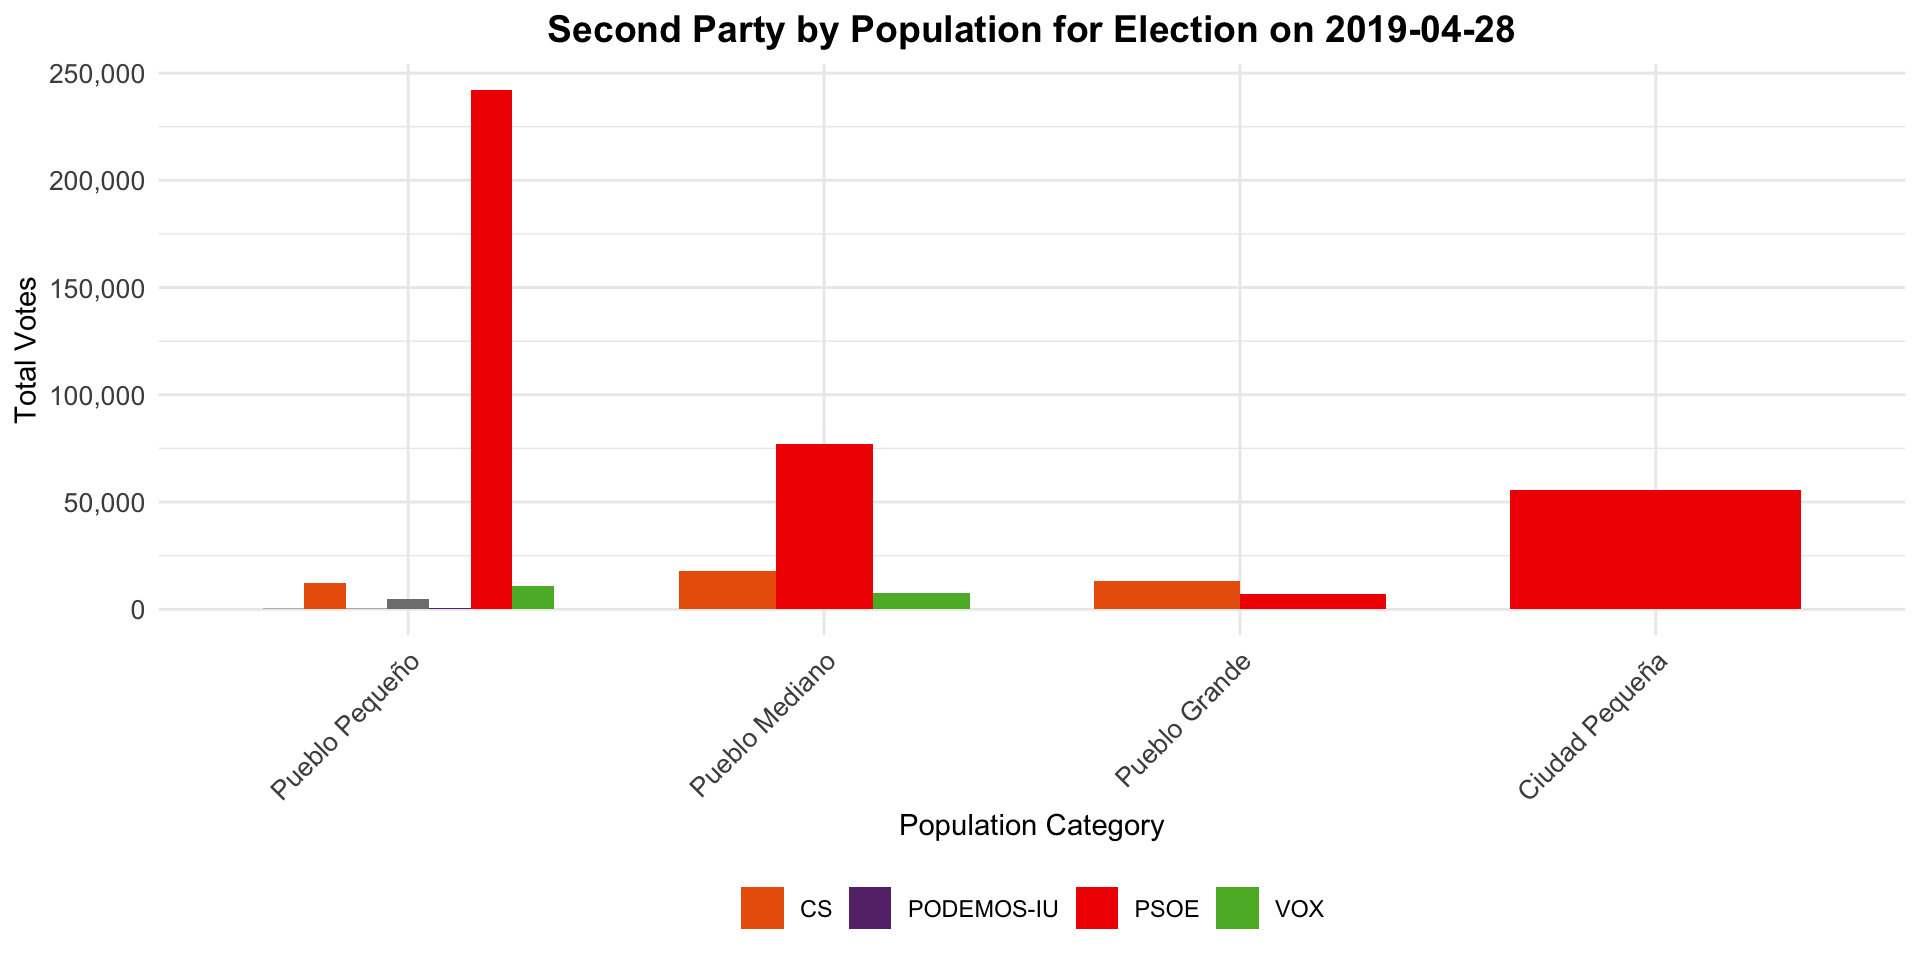 Second Party by Population for Election on 2019-04-28
Total Votes
250,000
200,000
150,000
100,000
50,000
0
Pueblo Pequeño
Pueblo Mediano
Pueblo Grande
Ciudad Pequeña
Population Category
CS
PODEMOS-IU
PSOE
VOX